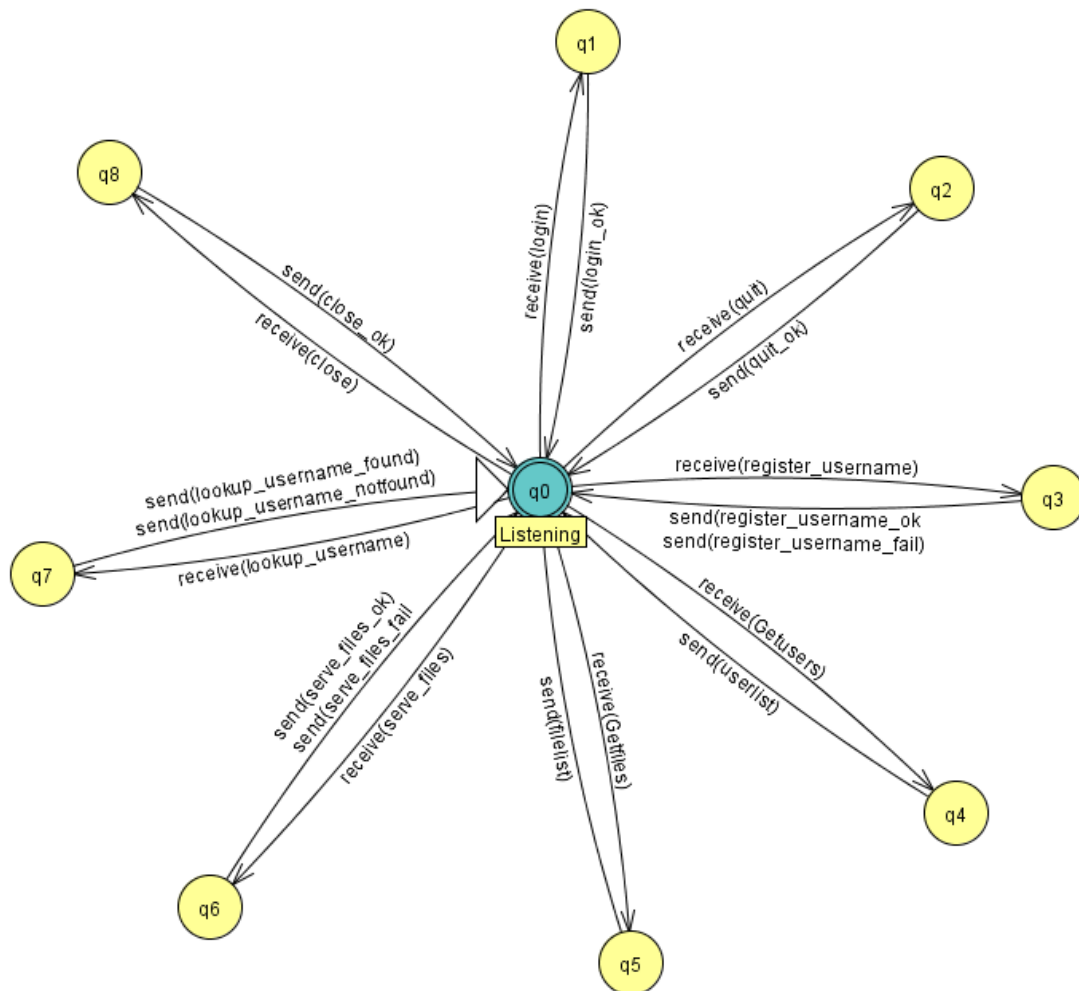 q1
q8
q2
receive(login)
send(login_ok)
send(close_ok)
receive(close)
receive(quit)
send(quit_ok)
send(lookup_username_found)
send(lookup_username_notfound)
receive(lookup_username)
q0
Listening
receive(register_username)
send(register_username_ok
send(register_username_fail)
q3
q7
send(serve_files_ok)
send(serve_files_fail
receive(serve_files)
send(filelist)
receive(Getfiles)
receive(Getusers)
send(userlist)
q4
q6
q5